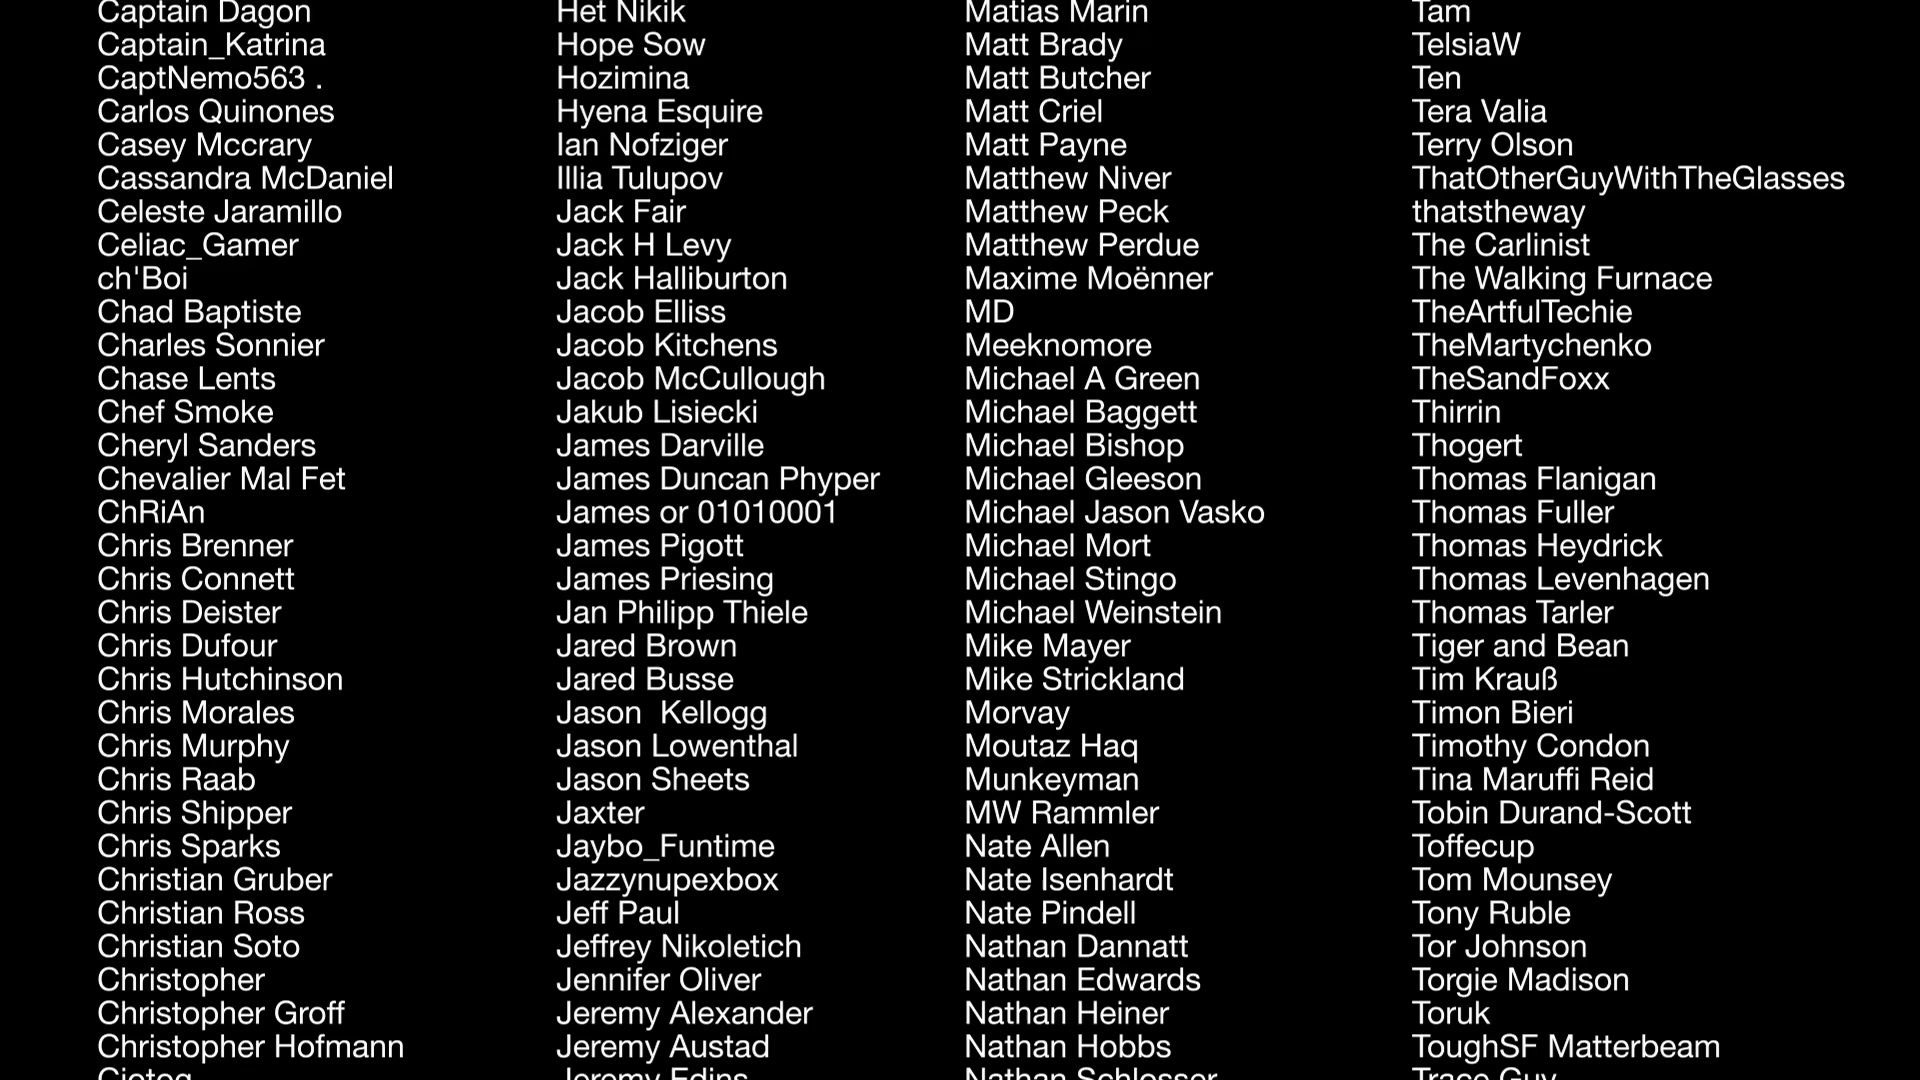 Captain Dagon
Captain_Katrina
CaptNemo563 .
Carlos Quinones
Casey Mccrary
Cassandra McDaniel
Celeste Jaramillo
Celiac_Gamer
ch'Boi
Chad Baptiste
Charles Sonnier
Chase Lents
Chef Smoke
Cheryl Sanders
Chevalier Mal Fet
ChRiAn
Chris Brenner
Chris Connett
Chris Deister
Chris Dufour
Chris Hutchinson
Chris Morales
Chris Murphy
Chris Raab
Chris Shipper
Chris Sparks
Christian Gruber
Christian Ross
Christian Soto
Christopher
Christopher Groff
Christopher Hofmann
Het Nikik
Hope Sow
Hozimina
Hyena Esquire
Ian Nofziger
Illia Tulupov
Jack Fair
Jack H Levy
Jack Halliburton
Jacob Elliss
Jacob Kitchens
Jacob McCullough
Jakub Lisiecki
James Darville
James Duncan Phyper
James or 01010001
James Pigott
James Priesing
Jan Philipp Thiele
Jared Brown
Jared Busse
Jason  Kellogg
Jason Lowenthal
Jason Sheets
Jaxter
Jaybo_Funtime
Jazzynupexbox
Jeff Paul
Jeffrey Nikoletich
Jennifer Oliver
Jeremy Alexander
Jeremy Austad
Jeremy Edins
Matias Marin
Matt Brady
Matt Butcher
Matt Criel
Matt Payne
Matthew Niver
Matthew Peck
Matthew Perdue
Maxime Moënner
MD
Meeknomore
Michael A Green
Michael Baggett
Michael Bishop
Michael Gleeson
Michael Jason Vasko
Michael Mort
Michael Stingo
Michael Weinstein
Mike Mayer
Mike Strickland
Morvay
Moutaz Haq
Munkeyman
MW Rammler
Nate Allen
Nate Isenhardt
Nate Pindell
Nathan Dannatt
Nathan Edwards
Nathan Heiner
Nathan Hobbs
Nathan Schlosser
Tam
TelsiaW
Ten
Tera Valia
Terry Olson
ThatOtherGuyWithTheGlasses
thatstheway
The Carlinist
The Walking Furnace
TheArtfulTechie
TheMartychenko
TheSandFoxx
Thirrin
Thogert
Thomas Flanigan
Thomas Fuller
Thomas Heydrick
Thomas Levenhagen
Thomas Tarler
Tiger and Bean
Tim Krauß
Timon Bieri
Timothy Condon
Tina Maruffi Reid
Tobin Durand-Scott
Toffecup
Tom Mounsey
Tony Ruble
Tor Johnson
Torgie Madison
Toruk
ToughSF Matterbeam